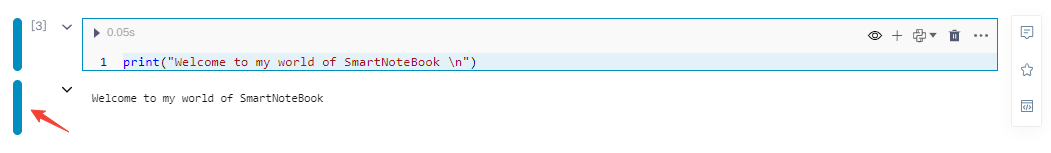 [3]
0.05s
1 print("Welcome to my world of SmartNoteBook \n")
Welcome to my world of SmartNoteBook